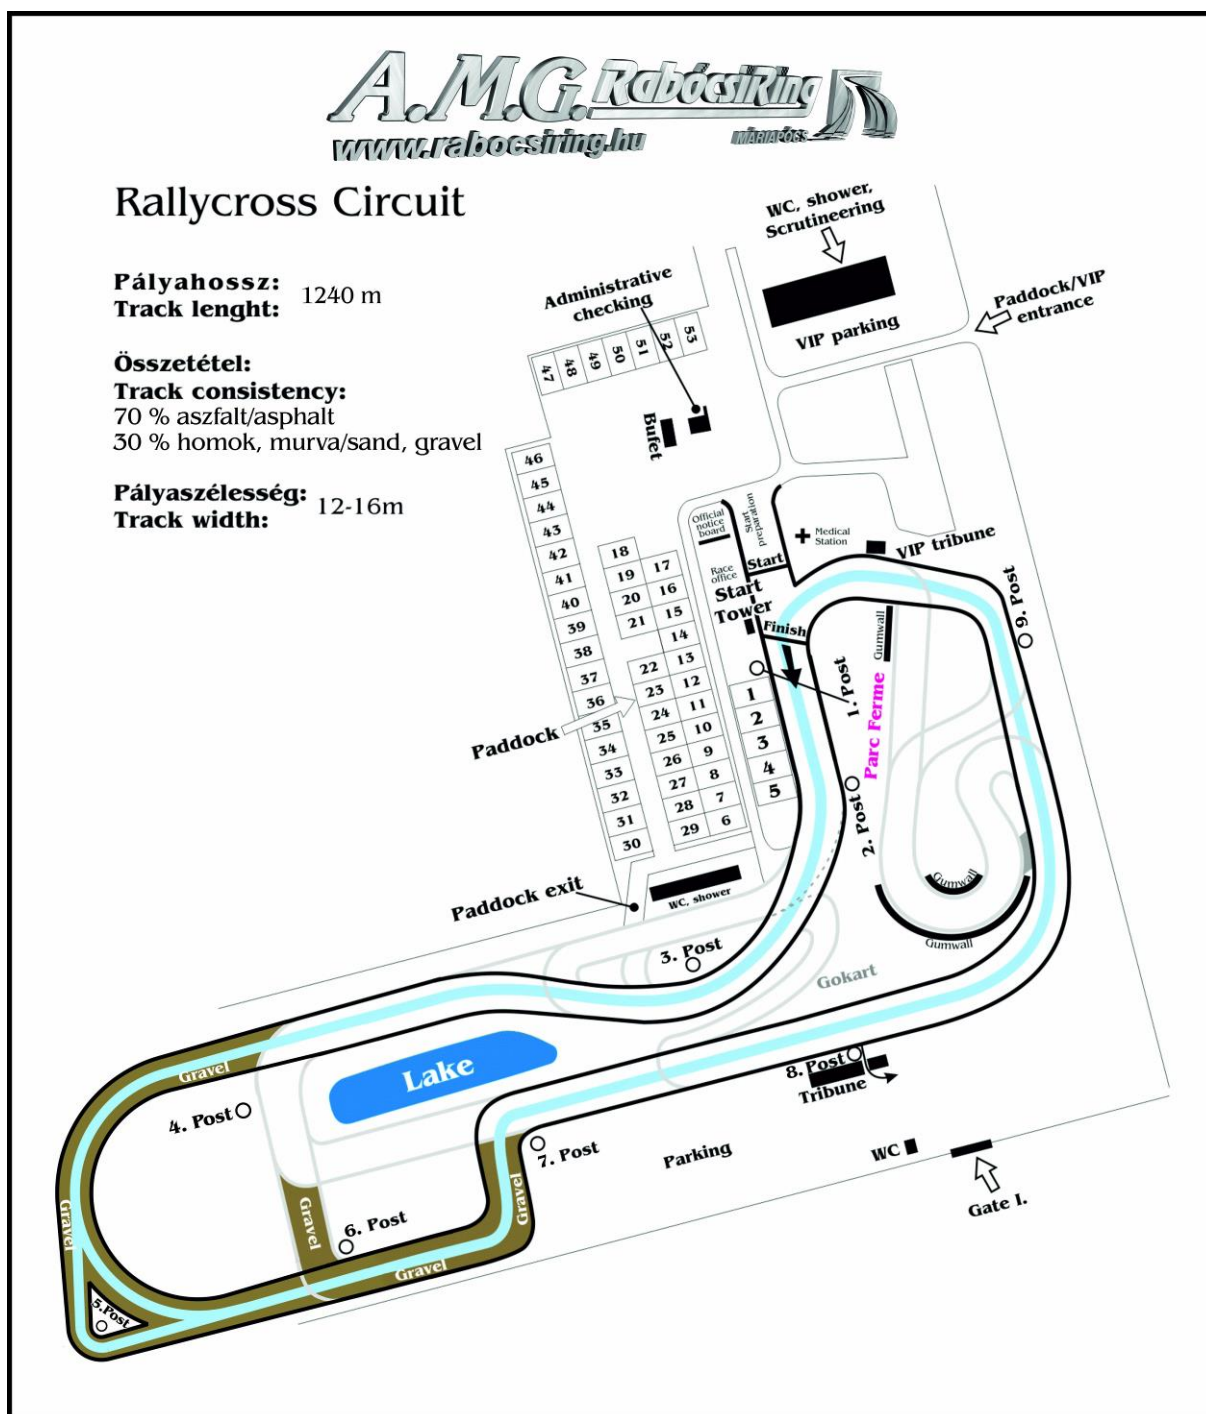 A.M.G. RabócsiRing
www.rabocsiring.hu
MÁRIAPÓCS
Rallycross Circuit
Pályahossz:
Track lenght:
1240 m
Összetétel:
Track consistency:
70 % aszfalt/asphalt
30 % homok, murva/sand, gravel
Pályaszélesség:
Track width:
12-16m
WC, shower,
Scrutineering
VIP parking
Paddock/VIP
entrance
Administrative
checking
47
48
49
50
51
52
53
Bufet
46
45
44
43
42
41
40
39
38
37
36
35
34
33
32
31
30
18
19
20
21
17
16
15
14
22
23
24
25
26
27
28
29
13
12
11
10
9
8
7
6
Official
notice
board
Start
preparation
Medical
Station
Start
Race
office
Start
Tower
Finish
VIP tribune
9. Post
Gumwall
1. Post
Parc Ferme
1
2
3
4
5
2. Post
Paddock
Paddock exit
WC, shower
Gumwall
Gumwall
3. Post
Gokart
Lake
Gravel
4. Post
8. Post
Tribune
7. Post
Parking
WC
Gate I.
Gravel
Gravel
6. Post
Gravel
Gravel
5.Post